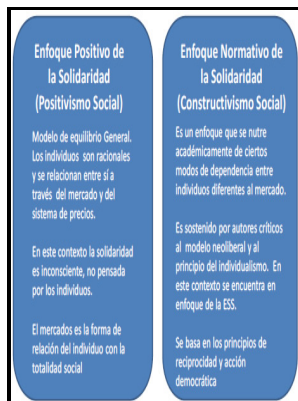 Enfoque Positivo de
la Solidaridad
(Positivismo Social)
Modelo de equilibrio General.
Los individuos son racionales
y se relacionan entre sí a
través del mercado y del
sistema de precios.
En este contexto la solidaridad
es inconsciente, no pensada
por los individuos.
El mercados es la forma de
relación del individuo con la
totalidad social
Enfoque Normativo de
la Solidaridad
(Constructivismo Social)
Es un enfoque que se nutre
académicamente de ciertos
modos de dependencia entre
individuos diferentes al mercado.
Es sostenido por autores críticos
al modelo neoliberal y al
principio del individualismo. En
este contexto se encuentra en
enfoque de la ESS.
Se basa en los principios de
reciprocidad y acción
democrática